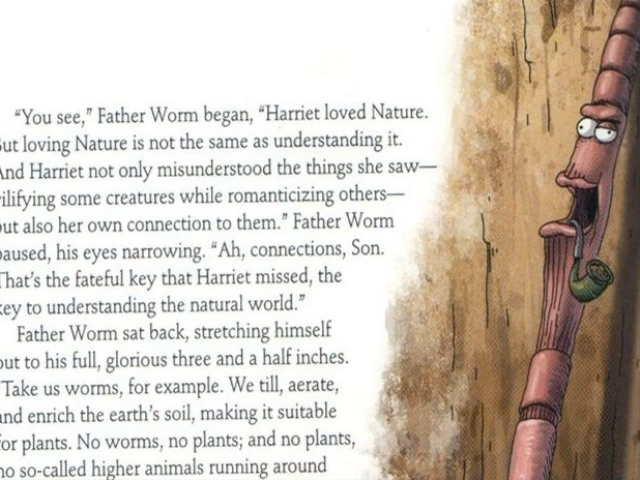 "You see," Father Worm began, "Harriet loved Nature.
But loving Nature is not the same as understanding it.
And Harriet not only misunderstood the things she saw—
vilifying some creatures while romanticizing others—
but also her own connection to them." Father Worm
paused, his eyes narrowing. "Ah, connections, Son.
That's the fateful key that Harriet missed, the
key to understanding the natural world."
Father Worm sat back, stretching himself
out to his full, glorious three and a half inches.
"Take us worms, for example. We till, aerate,
and enrich the earth's soil, making it suitable
for plants. No worms, no plants; and no plants,
no so-called higher animals running around